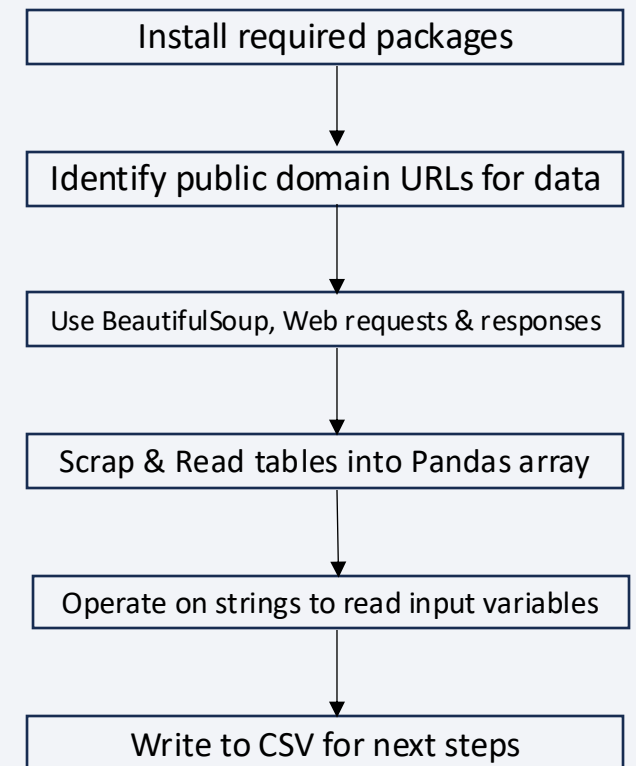 Install required packages
Identify public domain URLs for data
Use BeautifulSoup, Web requests & responses
Scrap & Read tables into Pandas array
Operate on strings to read input variables
Write to CSV for next steps